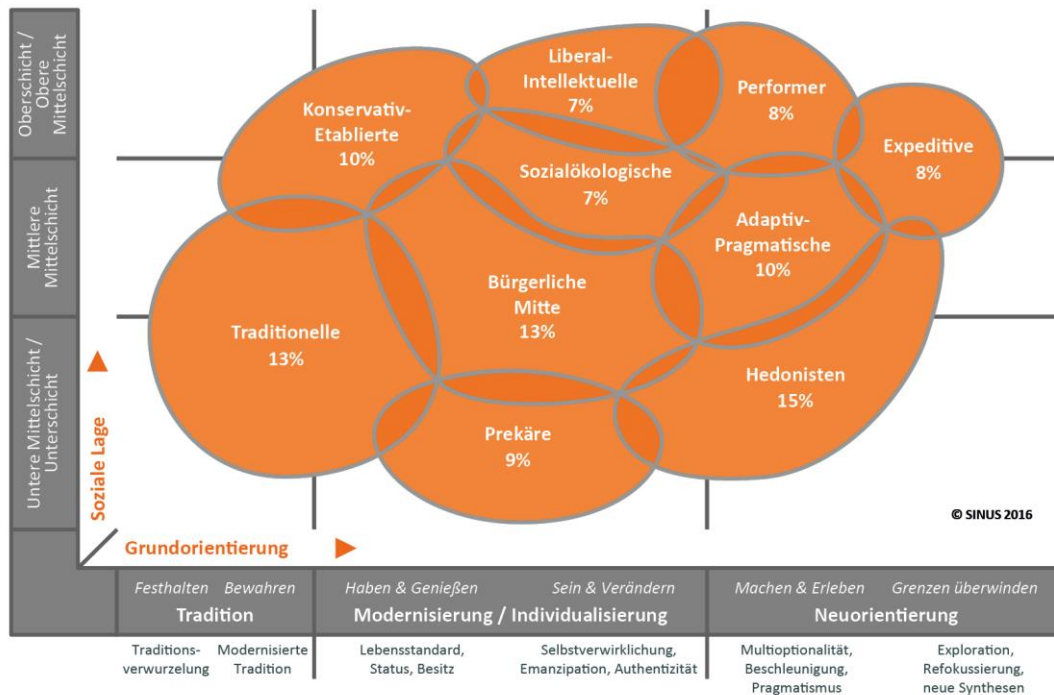 Oberschicht /
Obere
Mittelschicht
Mittlere
Mittelschicht
Untere Mittelschicht /
Unterschicht
Soziale Lage
Konservativ-
Etablierte
10%
Liberal-
Intellektuelle
7%
Performer
8%
Expeditive
8%
Sozialökologische
7%
Adaptiv-
Pragmatische
10%
Traditionelle
13%
Bürgerliche
Mitte
13%
Hedonisten
15%
Prekäre
9%
© SINUS 2016
Grundorientierung
Festhalten Bewahren
Tradition
Haben & Genießen Sein & Verändern
Modernisierung / Individualisierung
Machen & Erleben Grenzen überwinden
Neuorientierung
Traditions-
verwurzelung
Modernisierte
Tradition
Lebensstandard,
Status, Besitz
Selbstverwirklichung,
Emanzipation, Authentizität
Multioptionalität,
Beschleunigung,
Pragmatismus
Exploration,
Refokussierung,
neue Synthesen